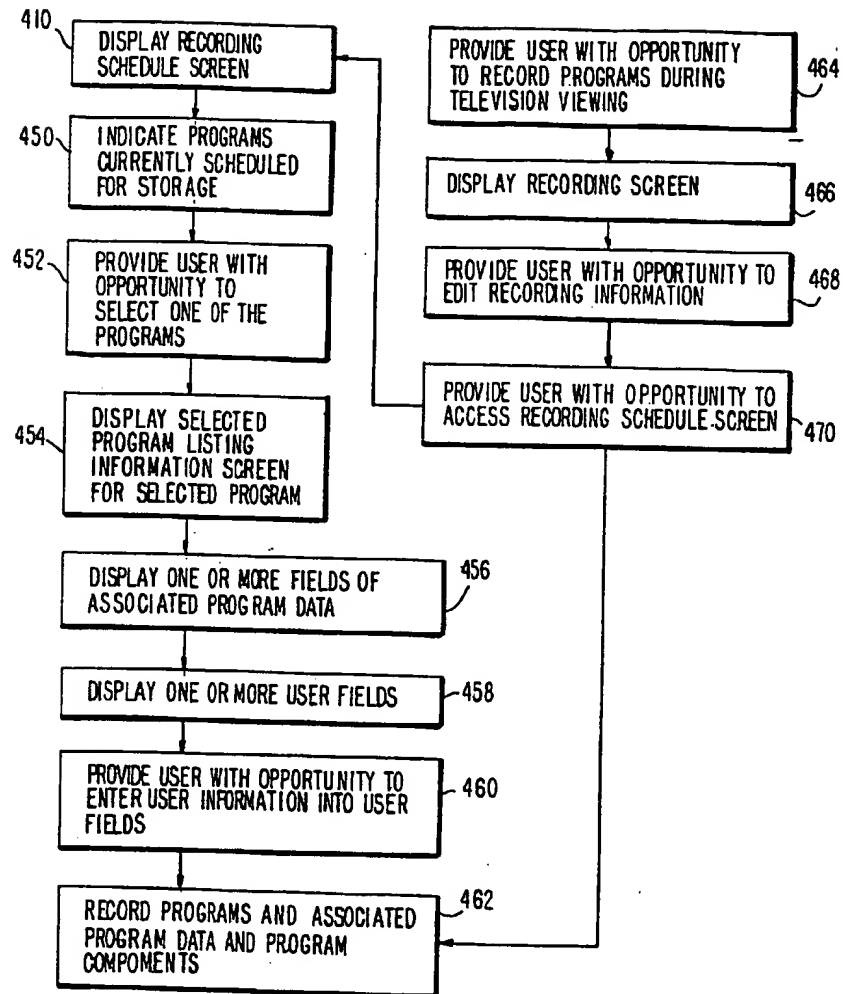 410
DISPLAY RECORDING
SCHEDULE SCREEN
450
INDICATE PROGRAMS
CURRENTLY SCHEDULED
FOR STORAGE
452
PROVIDE USER WITH
OPPORTUNITY TO
SELECT ONE OF THE
PROGRAMS
454
DISPLAY SELECTED
PROGRAM LISTING
INFORMATION SCREEN
FOR SELECTED PROGRAM
DISPLAY ONE OR MORE FIELDS OF
ASSOCIATED PROGRAM DATA
456
DISPLAY ONE OR MORE USER FIELDS
458
PROVIDE USER WITH OPPORTUNITY TO
ENTER USER INFORMATION INTO USER
FIELDS
460
RECORD PROGRAMS AND ASSOCIATED
PROGRAM DATA AND PROGRAM
COMPOMENTS
462
PROVIDE USER WITH OPPORTUNITY
TO RECORD PROGRAMS DURING
TELEVISION VIEWING
464
DISPLAY RECORDING SCREEN
466
PROVIDE USER WITH OPPORTUNITY TO
EDIT RECORDING INFORMATION
468
PROVIDE USER WITH OPPORTUNITY TO
ACCESS RECORDING SCHEDULE-SCREEN
470